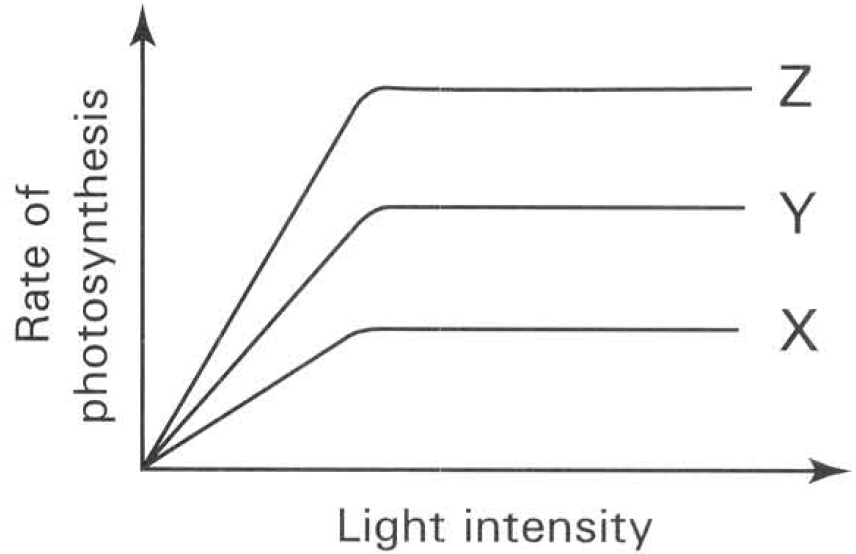 Rate of
photosynthesis
Z
Y
X
Light intensity